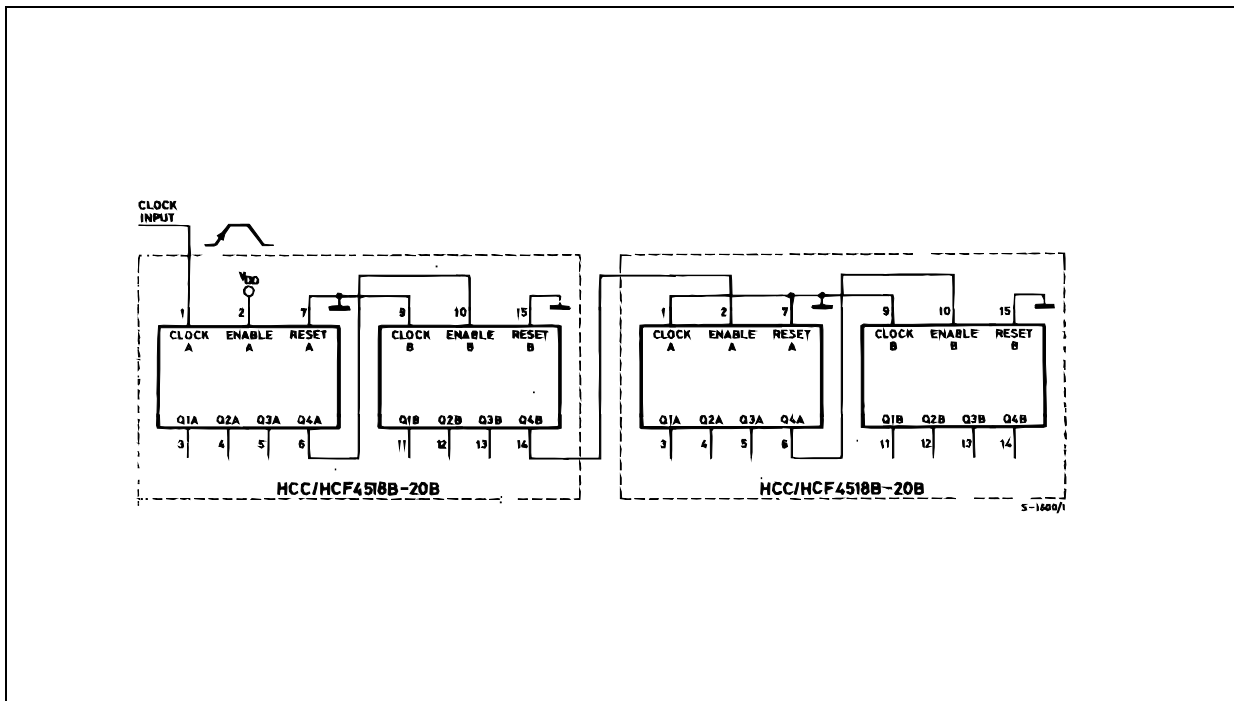 CLOCK
INPUT
VDD
1 2 7 9 10 15
CLOCK A ENABLE A RESET A CLOCK B ENABLE B RESET B
Q1A Q2A Q3A Q4A Q1B Q2B Q3B Q4B
3 4 5 6 11 12 13 14
HCC/HCF4518B-20B
1 2 7 9 10 15
CLOCK A ENABLE A RESET A CLOCK B ENABLE B RESET B
Q1A Q2A Q3A Q4A Q1B Q2B Q3B Q4B
3 4 5 6 11 12 13 14
HCC/HCF4518B-20B
S-1600/1